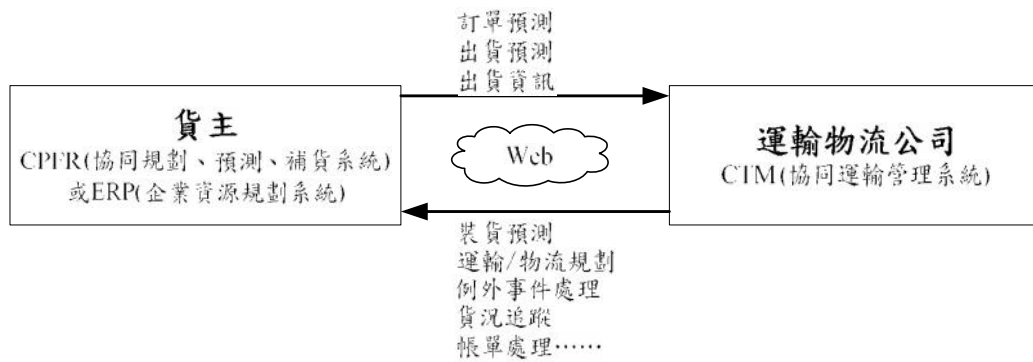 訂單預測
出貨預測
出貨資訊
貨主
CPFR(協同規劃、預測、補貨系統)
或ERP(企業資源規劃系統)
Web
運輸物流公司
CTM(協同運輸管理系統)
裝貨預測
運輸/物流規劃
例外事件處理
貨況追蹤
帳單處理……